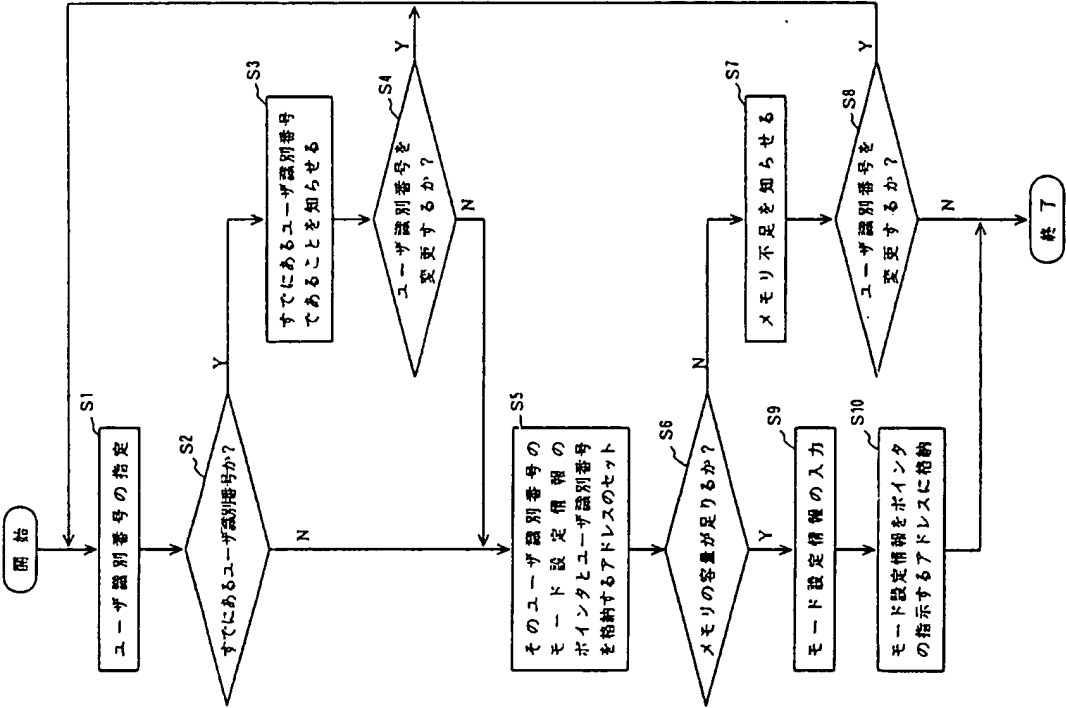 開始
S1
ユーザ識別番号の指定
S2
すでにあるユーザ識別番号か?
Y
N
S3
すでにあるユーザ識別番号
であることを知らせる
S4
ユーザ識別番号を
変更するか?
Y
N
S5
そのユーザ識別番号の
モード設定情報の
ポインタとユーザ識別番号
を格納するアドレスのセット
S6
メモリの容量が足りるか?
N
Y
S7
メモリ不足を知らせる
S8
ユーザ識別番号を
変更するか?
Y
N
S9
モード設定情報の入力
S10
モード設定情報をポインタ
の指示するアドレスに格納
終了